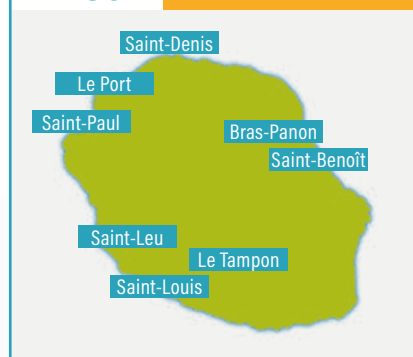 Saint-Denis
Le Port
Saint-Paul
Bras-Panon
Saint-Benoît
Saint-Leu
Le Tampon
Saint-Louis